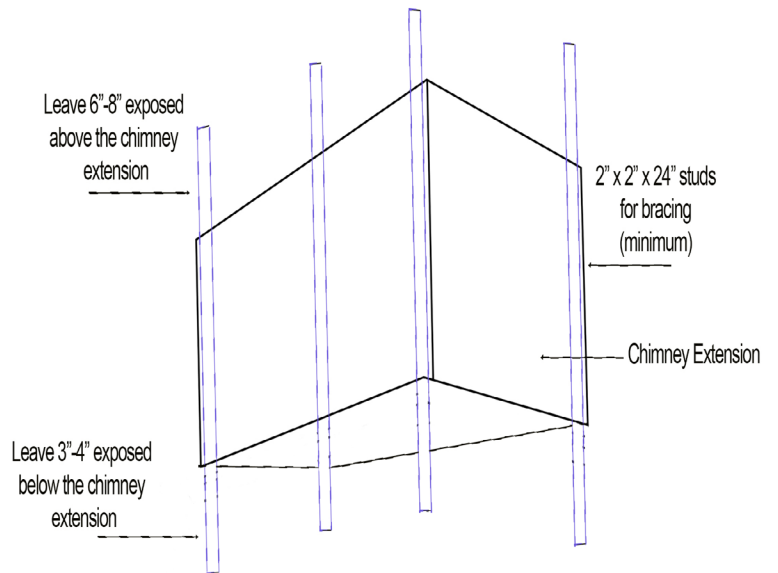 Leave 6”-8” exposed
above the chimney
extension
2” x 2” x 24” studs
for bracing
(minimum)
Chimney Extension
Leave 3”-4” exposed
below the chimney
extension